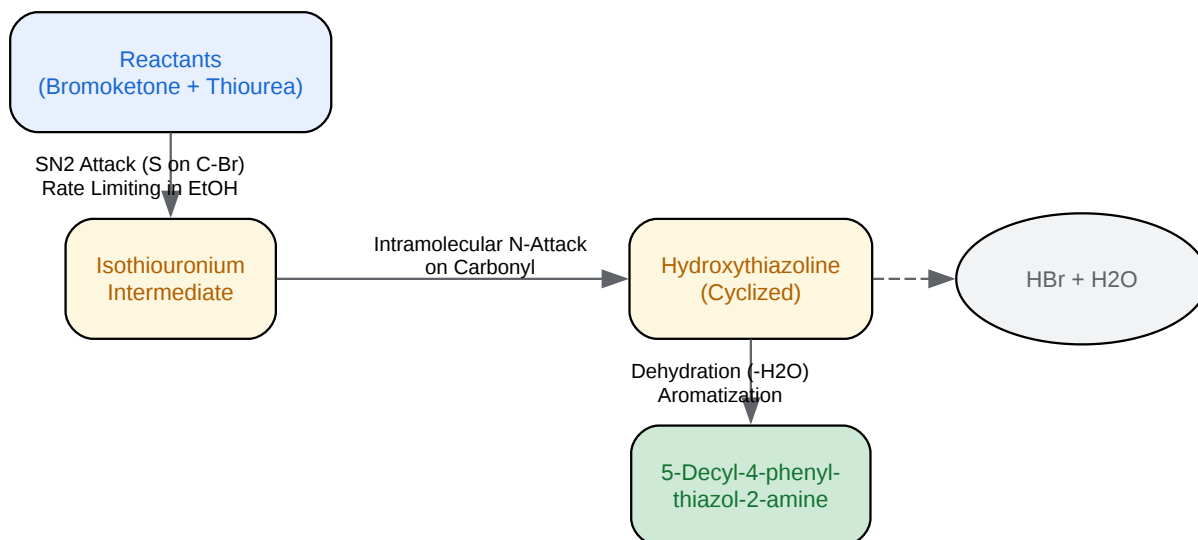 Reactants
(Bromoketone + Thiourea)
SN2 Attack (S on C-Br)
Rate Limiting in EtOH
Isothiouronium
Intermediate
Intramolecular N-Attack
on Carbonyl
Hydroxythiazoline
(Cyclized)
HBr + H2O
Dehydration (-H2O)
Aromatization
5-Decyl-4-phenyl-
thiazol-2-amine